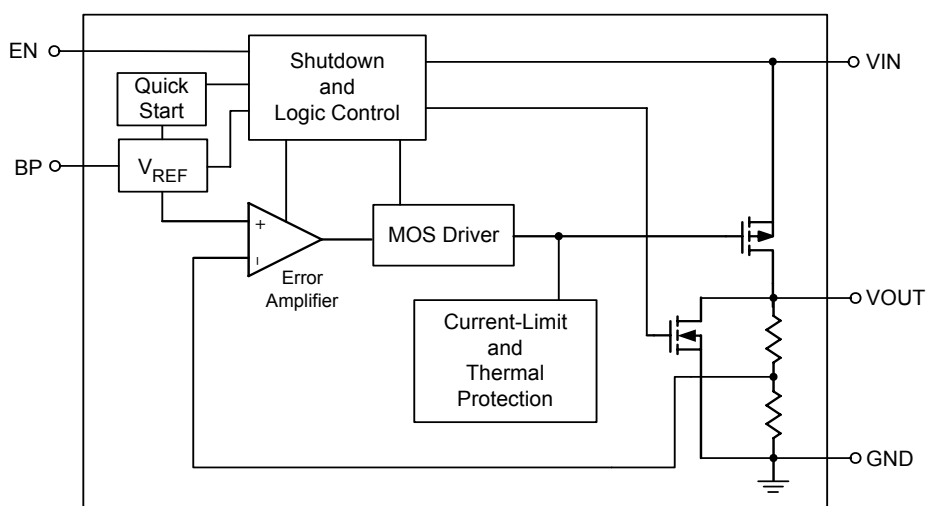 EN
Shutdown
and
Logic Control
VIN
Quick
Start
BP
VREF
+
−
MOS Driver
Error
Amplifier
VOUT
Current-Limit
and
Thermal
Protection
GND